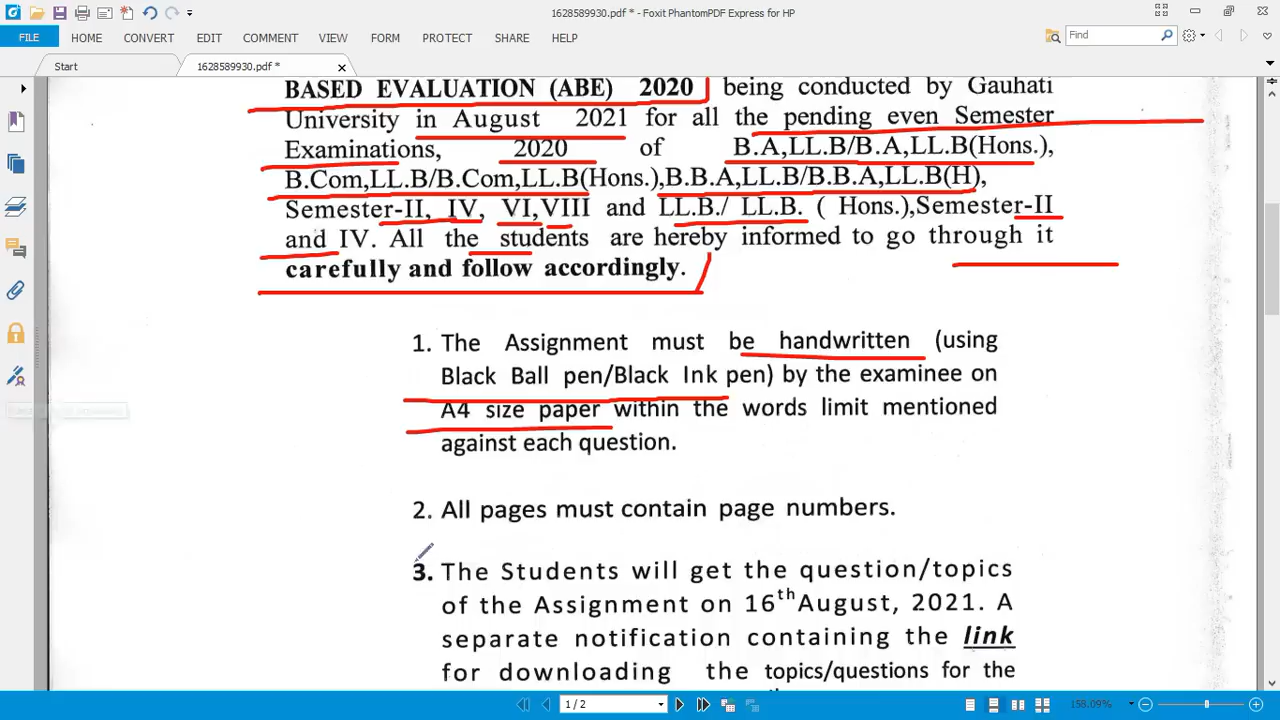 1628589930.pdf * - Foxit PhantomPDF Express for HP
FILE HOME CONVERT EDIT COMMENT VIEW FORM PROTECT SHARE HELP Find
Start 1628589930.pdf *
BASED EVALUATION (ABE) 2020 being conducted by Gauhati
University in August 2021 for all the pending even Semester
Examinations, 2020 of B.A,LL.B/B.A,LL.B(Hons.),
B.Com,LL.B/B.Com,LL.B(Hons.),B.B.A,LL.B/B.B.A,LL.B(H),
Semester-II, IV, VI,VIII and LL.B./ LL.B. ( Hons.),Semester-II
and IV. All the students are hereby informed to go through it
carefully and follow accordingly.
1. The Assignment must be handwritten (using
Black Ball pen/Black Ink pen) by the examinee on
A4 size paper within the words limit mentioned
against each question.
2. All pages must contain page numbers.
3. The Students will get the question/topics
of the Assignment on 16th August, 2021. A
separate notification containing the link
for downloading the topics/questions for the
1 / 2 158.09%